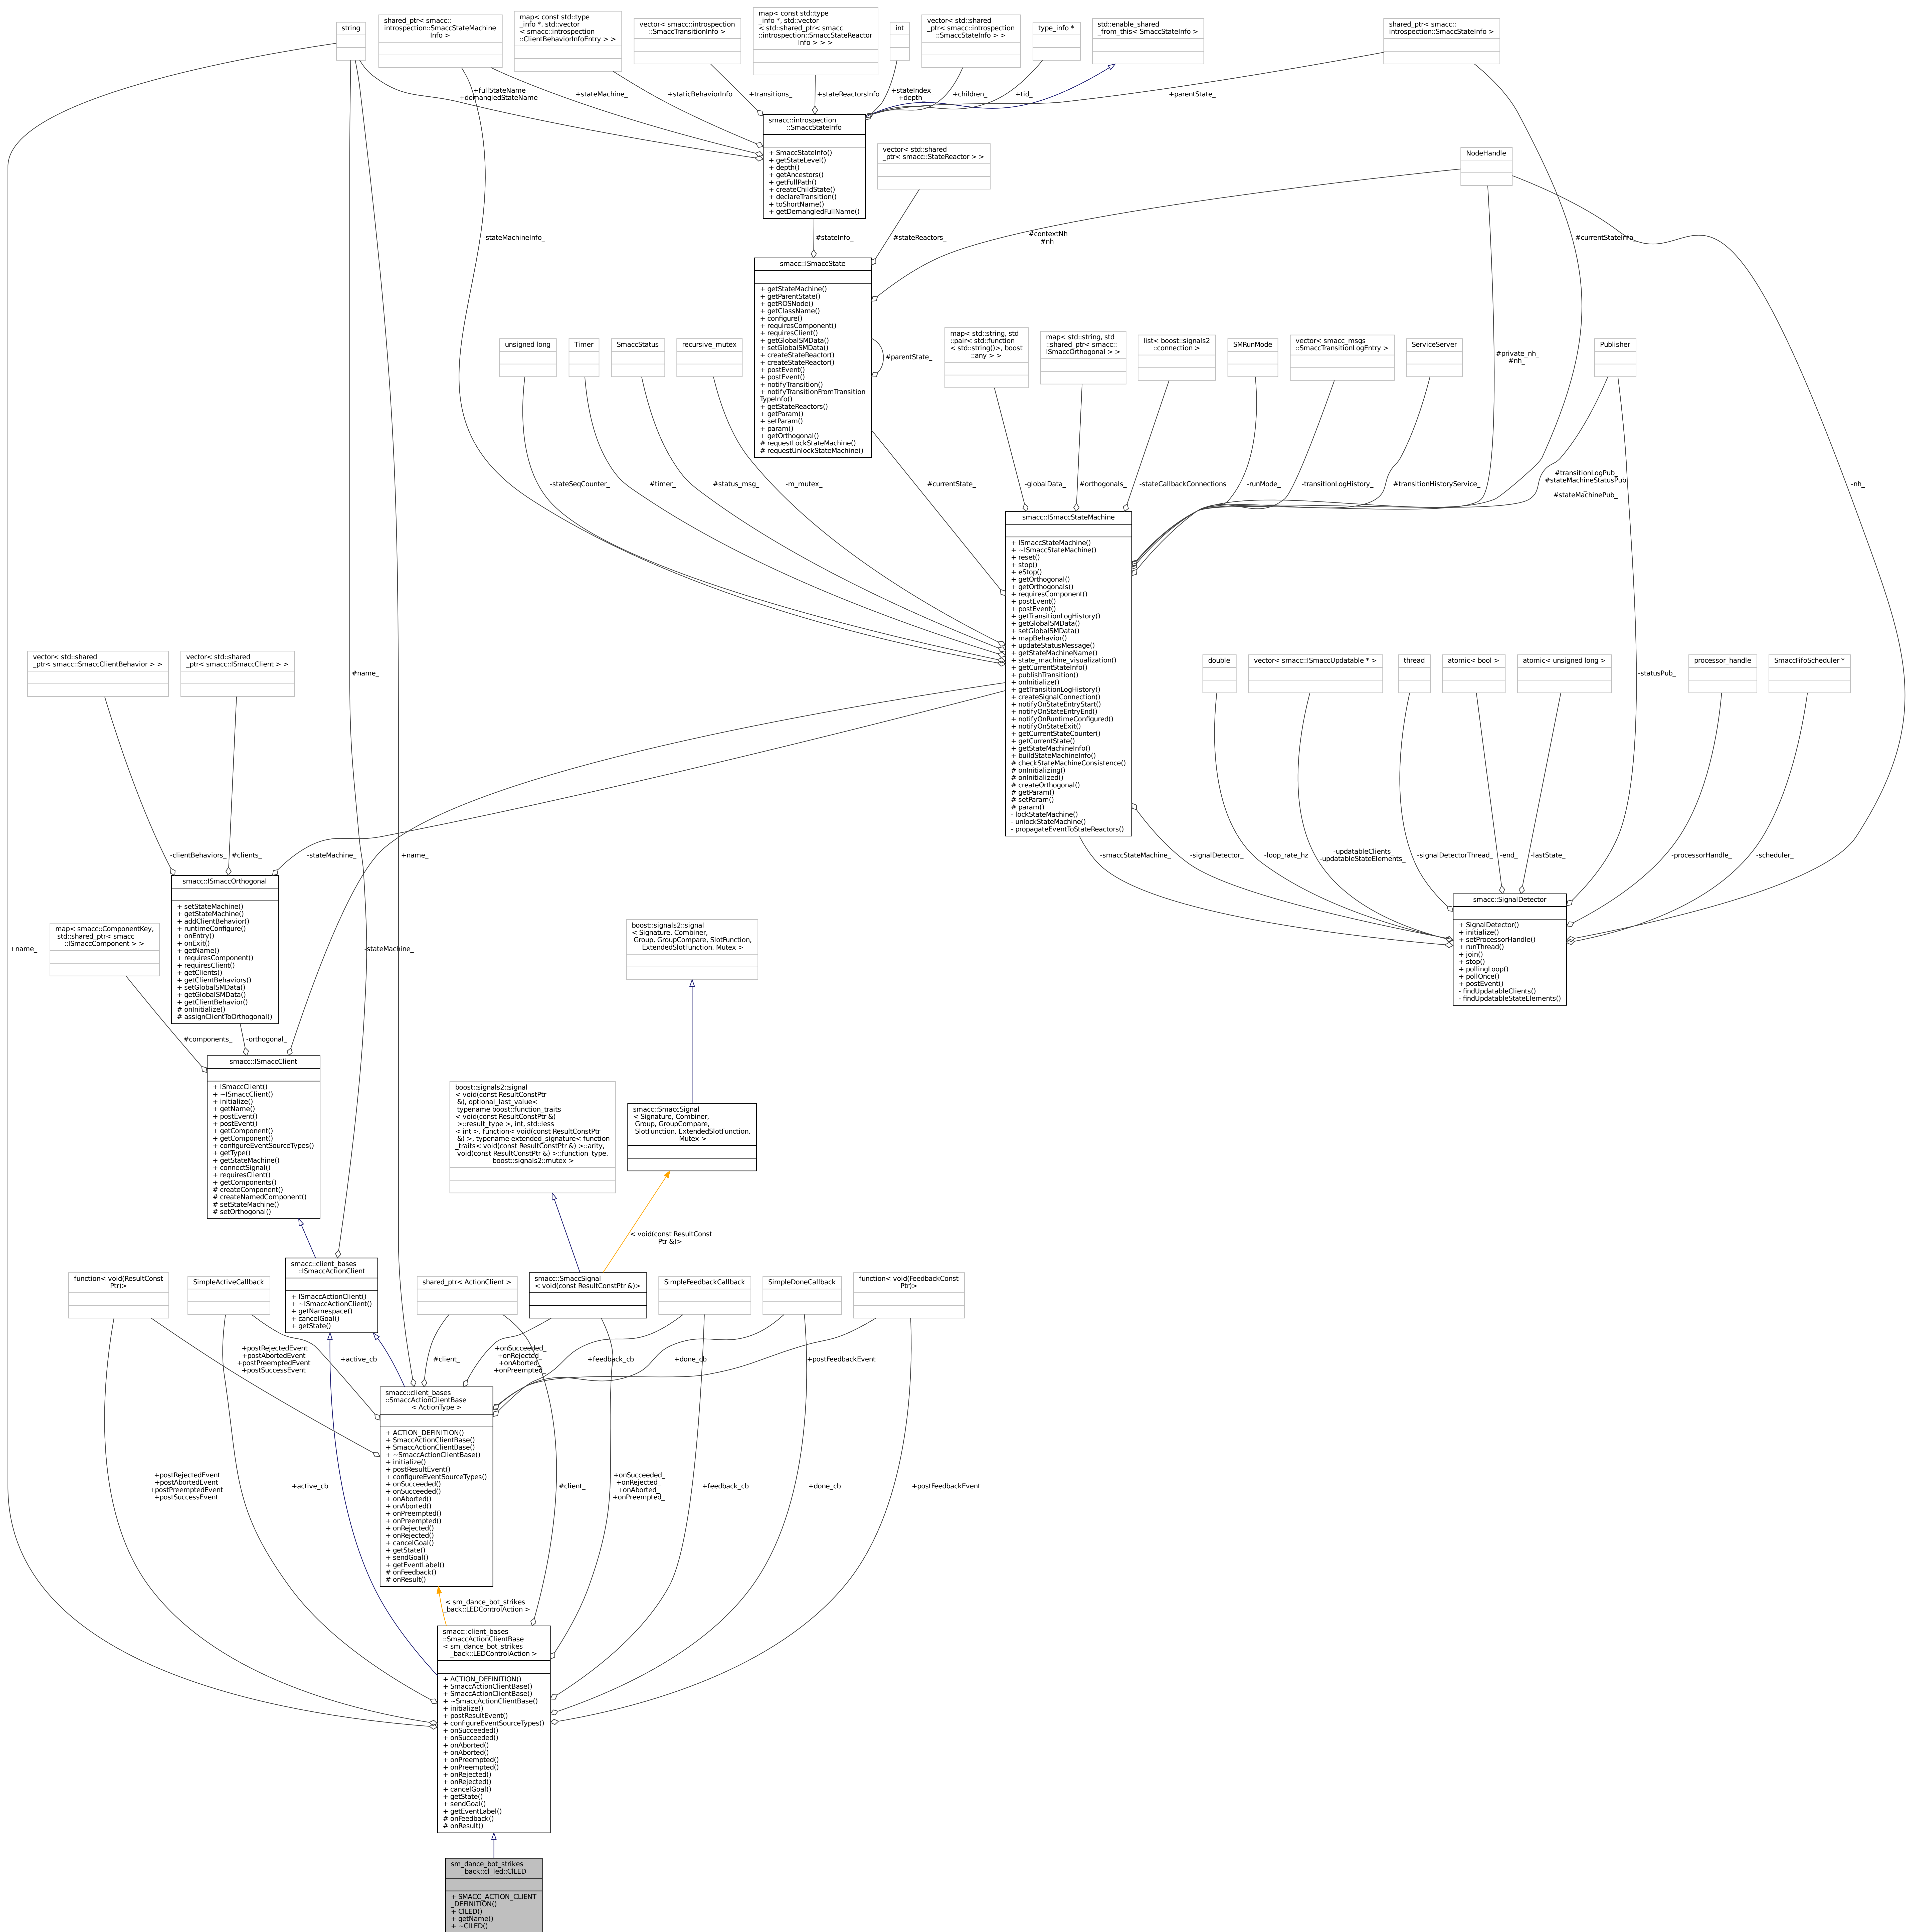 string
shared_ptr< smacc::
introspection::SmaccStateMachine
Info >
map< const std::type
_info *, std::vector
< smacc::introspection
::ClientBehaviorInfoEntry > >
vector< smacc::introspection
::SmaccTransitionInfo >
map< const std::type
_info *, std::vector
< std::shared_ptr< smacc
::introspection::SmaccStateReactor
Info > > >
int
vector< std::shared
_ptr< smacc::introspection
::SmaccStateInfo > >
type_info *
std::enable_shared
_from_this< SmaccStateInfo >
shared_ptr< smacc::
introspection::SmaccStateInfo >
+fullStateName
+demangledStateName
+stateMachine_
+staticBehaviorInfo
+transitions_
+stateReactorsInfo
+stateIndex_
+depth_
+children_
+tid_
+parentState_
smacc::introspection
::SmaccStateInfo
+ SmaccStateInfo()
+ getStateLevel()
+ depth()
+ getAncestors()
+ getFullPath()
+ createChildState()
+ declareTransition()
+ toShortName()
+ getDemangledFullName()
vector< std::shared
_ptr< smacc::StateReactor > >
NodeHandle
-stateMachineInfo_
#stateInfo_
#stateReactors_
#contextNh
#nh
#currentStateInfo_
smacc::ISmaccState
+ getStateMachine()
+ getParentState()
+ getROSNode()
+ getClassName()
+ configure()
+ requiresComponent()
+ requiresClient()
+ getGlobalSMData()
+ setGlobalSMData()
+ createStateReactor()
+ createStateReactor()
+ postEvent()
+ postEvent()
+ notifyTransition()
+ notifyTransitionFromTransition
TypeInfo()
+ getStateReactors()
+ getParam()
+ setParam()
+ param()
+ getOrthogonal()
# requestLockStateMachine()
# requestUnlockStateMachine()
#parentState_
unsigned long
Timer
SmaccStatus
recursive_mutex
map< std::string, std
::pair< std::function
< std::string()>, boost
::any > >
map< std::string, std
::shared_ptr< smacc::
ISmaccOrthogonal > >
list< boost::signals2
::connection >
SMRunMode
vector< smacc_msgs
::SmaccTransitionLogEntry >
ServiceServer
#private_nh_
#nh_
Publisher
-stateSeqCounter_
#timer_
#status_msg_
-m_mutex_
#currentState_
-globalData_
#orthogonals_
-stateCallbackConnections
-runMode_
-transitionLogHistory_
#transitionHistoryService_
#transitionLogPub_
#stateMachineStatusPub
_
#stateMachinePub_
-nh_
smacc::ISmaccStateMachine
+ ISmaccStateMachine()
+ ~ISmaccStateMachine()
+ reset()
+ stop()
+ eStop()
+ getOrthogonal()
+ getOrthogonals()
+ requiresComponent()
+ postEvent()
+ postEvent()
+ getTransitionLogHistory()
+ getGlobalSMData()
+ setGlobalSMData()
+ mapBehavior()
+ updateStatusMessage()
+ getStateMachineName()
+ state_machine_visualization()
+ getCurrentStateInfo()
+ publishTransition()
+ onInitialize()
+ getTransitionLogHistory()
+ createSignalConnection()
+ notifyOnStateEntryStart()
+ notifyOnStateEntryEnd()
+ notifyOnRuntimeConfigured()
+ notifyOnStateExit()
+ getCurrentStateCounter()
+ getCurrentState()
+ getStateMachineInfo()
+ buildStateMachineInfo()
# checkStateMachineConsistence()
# onInitializing()
# onInitialized()
# createOrthogonal()
# getParam()
# setParam()
# param()
- lockStateMachine()
- unlockStateMachine()
- propagateEventToStateReactors()
vector< std::shared
_ptr< smacc::SmaccClientBehavior > >
vector< std::shared
_ptr< smacc::ISmaccClient > >
#name_
double
vector< smacc::ISmaccUpdatable * >
thread
atomic< bool >
atomic< unsigned long >
-statusPub_
processor_handle
SmaccFifoScheduler *
-clientBehaviors_
#clients_
-stateMachine_
+name_
-smaccStateMachine_
-signalDetector_
-loop_rate_hz
-updatableClients_
-updatableStateElements_
-signalDetectorThread_
-end_
-lastState_
-processorHandle_
-scheduler_
smacc::ISmaccOrthogonal
+ setStateMachine()
+ getStateMachine()
+ addClientBehavior()
+ runtimeConfigure()
+ onEntry()
+ onExit()
+ getName()
+ requiresComponent()
+ requiresClient()
+ getClients()
+ getClientBehaviors()
+ setGlobalSMData()
+ getGlobalSMData()
+ getClientBehavior()
# onInitialize()
# assignClientToOrthogonal()
smacc::SignalDetector
+ SignalDetector()
+ initialize()
+ setProcessorHandle()
+ runThread()
+ join()
+ stop()
+ pollingLoop()
+ pollOnce()
+ postEvent()
- findUpdatableClients()
- findUpdatableStateElements()
map< smacc::ComponentKey,
std::shared_ptr< smacc
::ISmaccComponent > >
boost::signals2::signal
< Signature, Combiner,
Group, GroupCompare, SlotFunction,
ExtendedSlotFunction, Mutex >
+name_
-stateMachine_
#components_
-orthogonal_
smacc::ISmaccClient
+ ISmaccClient()
+ ~ISmaccClient()
+ initialize()
+ getName()
+ postEvent()
+ postEvent()
+ getComponent()
+ getComponent()
+ configureEventSourceTypes()
+ getType()
+ getStateMachine()
+ connectSignal()
+ requiresClient()
+ getComponents()
# createComponent()
# createNamedComponent()
# setStateMachine()
# setOrthogonal()
boost::signals2::signal
< void(const ResultConstPtr
&), optional_last_value<
typename boost::function_traits
< void(const ResultConstPtr &)
>::result_type >, int, std::less
< int >, function< void(const ResultConstPtr
&) >, typename extended_signature< function
_traits< void(const ResultConstPtr &) >::arity,
void(const ResultConstPtr &) >::function_type,
boost::signals2::mutex >
smacc::SmaccSignal
< Signature, Combiner,
Group, GroupCompare,
SlotFunction, ExtendedSlotFunction,
Mutex >
< void(const ResultConst
Ptr &)>
smacc::client_bases
::ISmaccActionClient
+ ISmaccActionClient()
+ ~ISmaccActionClient()
+ getNamespace()
+ cancelGoal()
+ getState()
function< void(ResultConst
Ptr)>
SimpleActiveCallback
shared_ptr< ActionClient >
smacc::SmaccSignal
< void(const ResultConstPtr &)>
SimpleFeedbackCallback
SimpleDoneCallback
function< void(FeedbackConst
Ptr)>
+postRejectedEvent
+postAbortedEvent
+postPreemptedEvent
+postSuccessEvent
+active_cb
#client_
+onSucceeded_
+onRejected_
+onAborted_
+onPreempted_
+feedback_cb
+done_cb
+postFeedbackEvent
smacc::client_bases
::SmaccActionClientBase
< ActionType >
+ ACTION_DEFINITION()
+ SmaccActionClientBase()
+ SmaccActionClientBase()
+ ~SmaccActionClientBase()
+ initialize()
+ postResultEvent()
+ configureEventSourceTypes()
+ onSucceeded()
+ onSucceeded()
+ onAborted()
+ onAborted()
+ onPreempted()
+ onPreempted()
+ onRejected()
+ onRejected()
+ cancelGoal()
+ getState()
+ sendGoal()
+ getEventLabel()
# onFeedback()
# onResult()
+postRejectedEvent
+postAbortedEvent
+postPreemptedEvent
+postSuccessEvent
+active_cb
#client_
+onSucceeded_
+onRejected_
+onAborted_
+onPreempted_
+feedback_cb
+done_cb
+postFeedbackEvent
< sm_dance_bot_strikes
_back::LEDControlAction >
smacc::client_bases
::SmaccActionClientBase
< sm_dance_bot_strikes
_back::LEDControlAction >
+ ACTION_DEFINITION()
+ SmaccActionClientBase()
+ SmaccActionClientBase()
+ ~SmaccActionClientBase()
+ initialize()
+ postResultEvent()
+ configureEventSourceTypes()
+ onSucceeded()
+ onSucceeded()
+ onAborted()
+ onAborted()
+ onPreempted()
+ onPreempted()
+ onRejected()
+ onRejected()
+ cancelGoal()
+ getState()
+ sendGoal()
+ getEventLabel()
# onFeedback()
# onResult()
sm_dance_bot_strikes
_back::cl_led::ClLED
+ SMACC_ACTION_CLIENT
_DEFINITION()
+ ClLED()
+ getName()
+ ~ClLED()